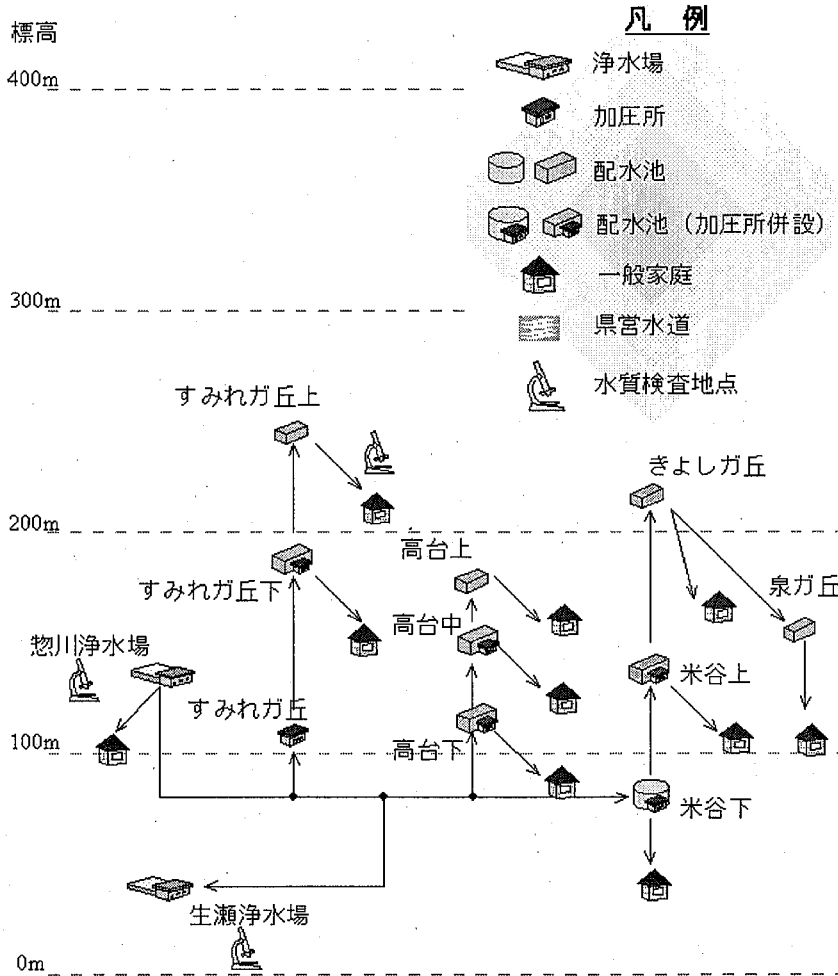 標高
400m
300m
200m
100m
0m
凡 例
浄水場
加圧所
配水池
配水池（加圧所併設）
一般家庭
県営水道
水質検査地点
すみれガ丘上
すみれガ丘下
すみれガ丘
惣川浄水場
生瀬浄水場
高台上
高台中
高台下
きよしガ丘
泉ガ丘
米谷上
米谷下